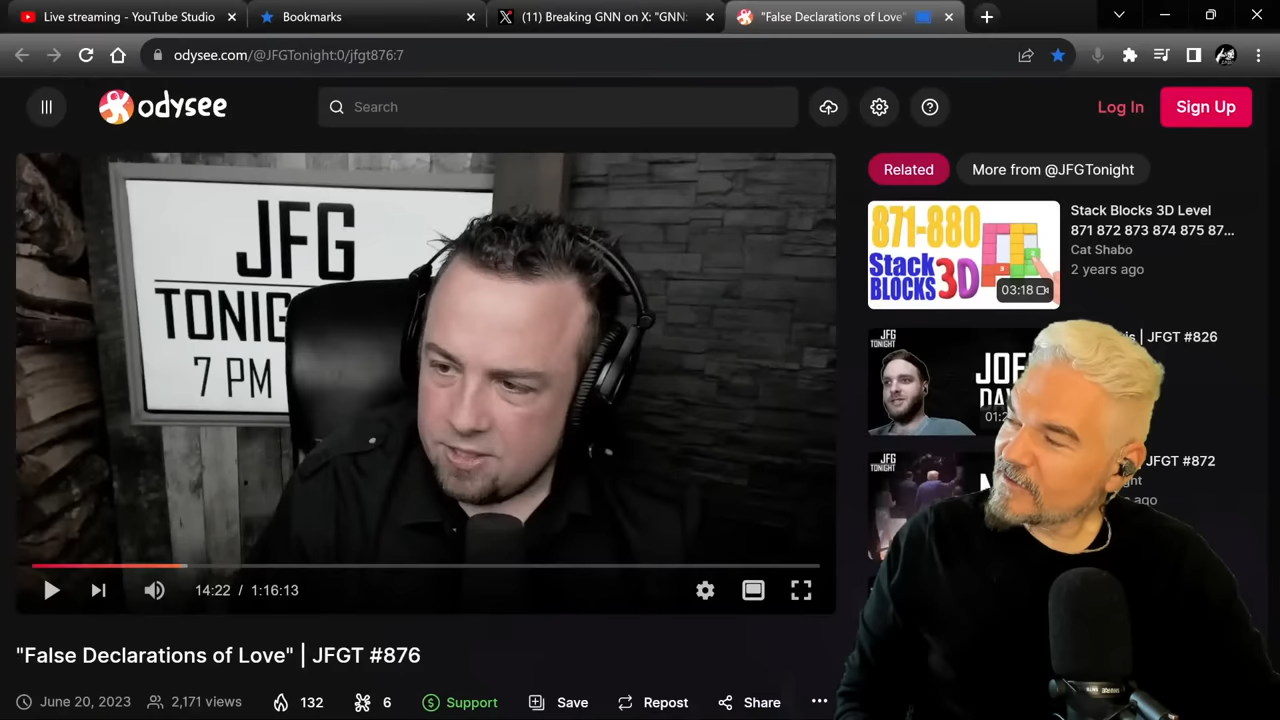 Live streaming - YouTube Studio
Bookmarks
(11) Breaking GNN on X: "GNN:
"False Declarations of Love"
odysee.com/@JFGTonight:0/jfgt876:7
odysee
Search
Log In
Sign Up
JFG
TONIG
7 PM
Related
More from @JFGTonight
871-880
Stack
BLOCKS 3D
03:18
Stack Blocks 3D Level
871 872 873 874 875 87...
Cat Shabo
2 years ago
JFG
TONIGHT
| JFGT #826
JFG
TONIGHT
JFGT #872
ago
14:22 / 1:16:13
"False Declarations of Love" | JFGT #876
June 20, 2023
2,171 views
132
6
Support
Save
Repost
Share